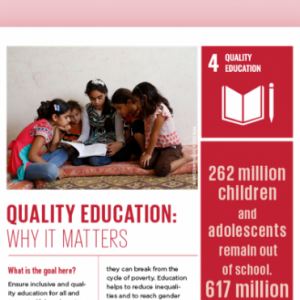 4 QUALITY
EDUCATION
262 million
children
and
adolescents
remain out
of school.
617 million
QUALITY EDUCATION:
WHY IT MATTERS
What is the goal here?
Ensure inclusive and qual-
ity education for all and
they can break from the
cycle of poverty. Education
helps to reduce inequali-
ties and to reach gender